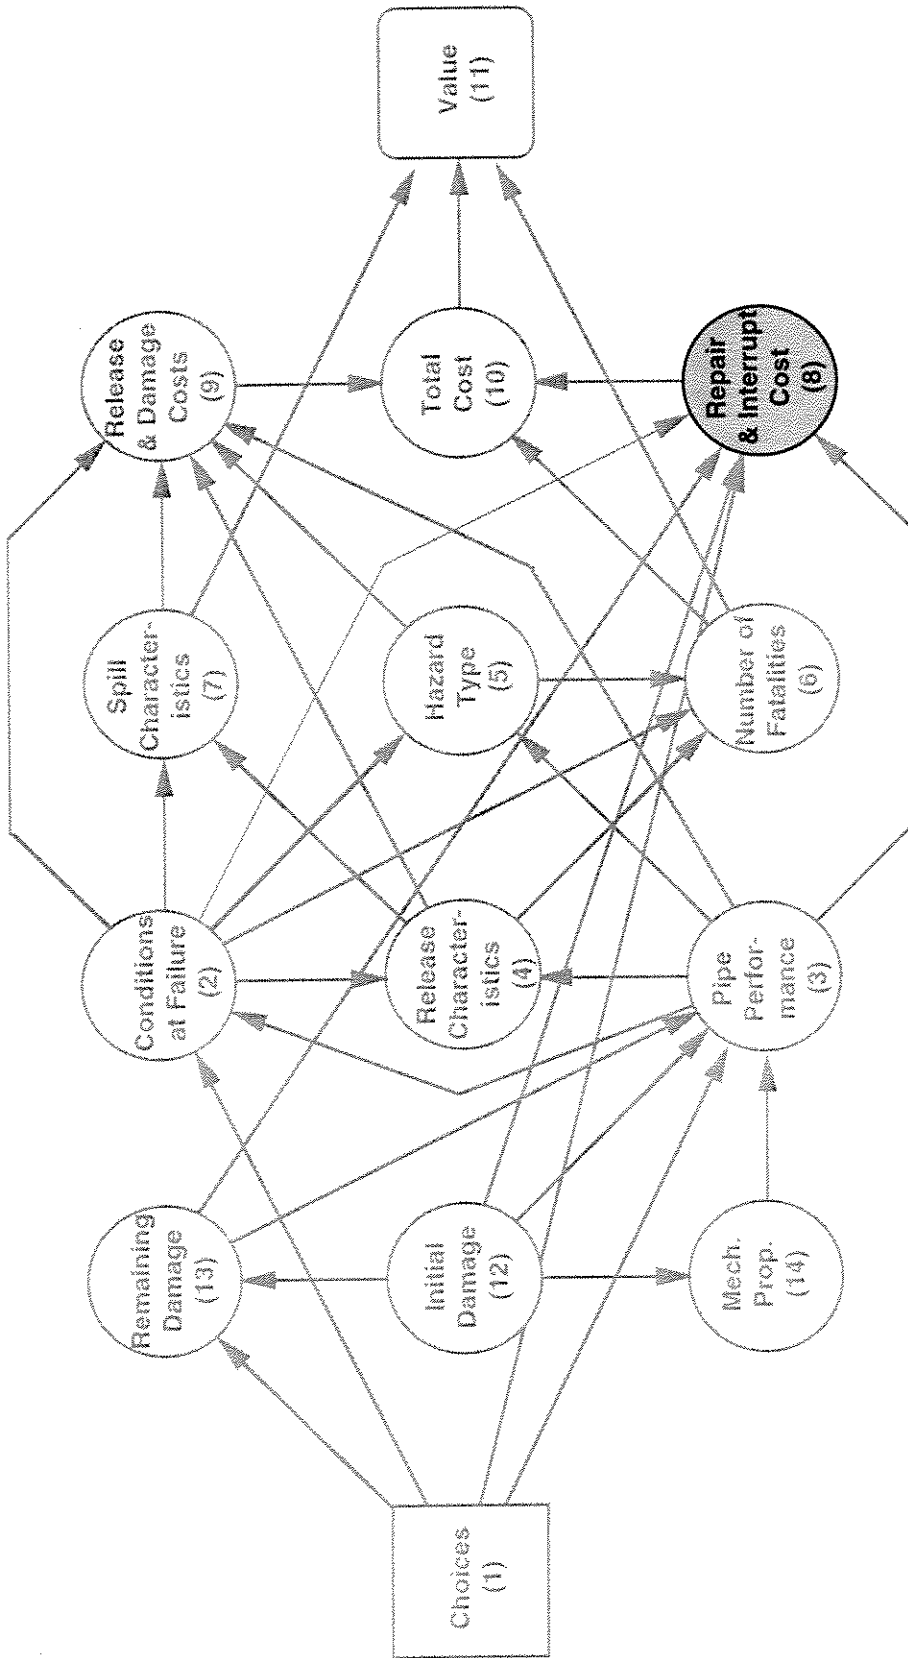 Choices
(1)
Remaining
Damage
(13)
Initial
Damage
(12)
Mech.
Prop.
(14)
Conditions
at Failure
(2)
Release
Character-
istics
(4)
Pipe
Perfor-
mance
(3)
Spill
Character-
istics
(7)
Hazard
Type
(5)
Number of
Fatalities
(6)
Release
& Damage
Costs
(9)
Total
Cost
(10)
Repair
& Interrupt
Cost
(8)
Value
(11)